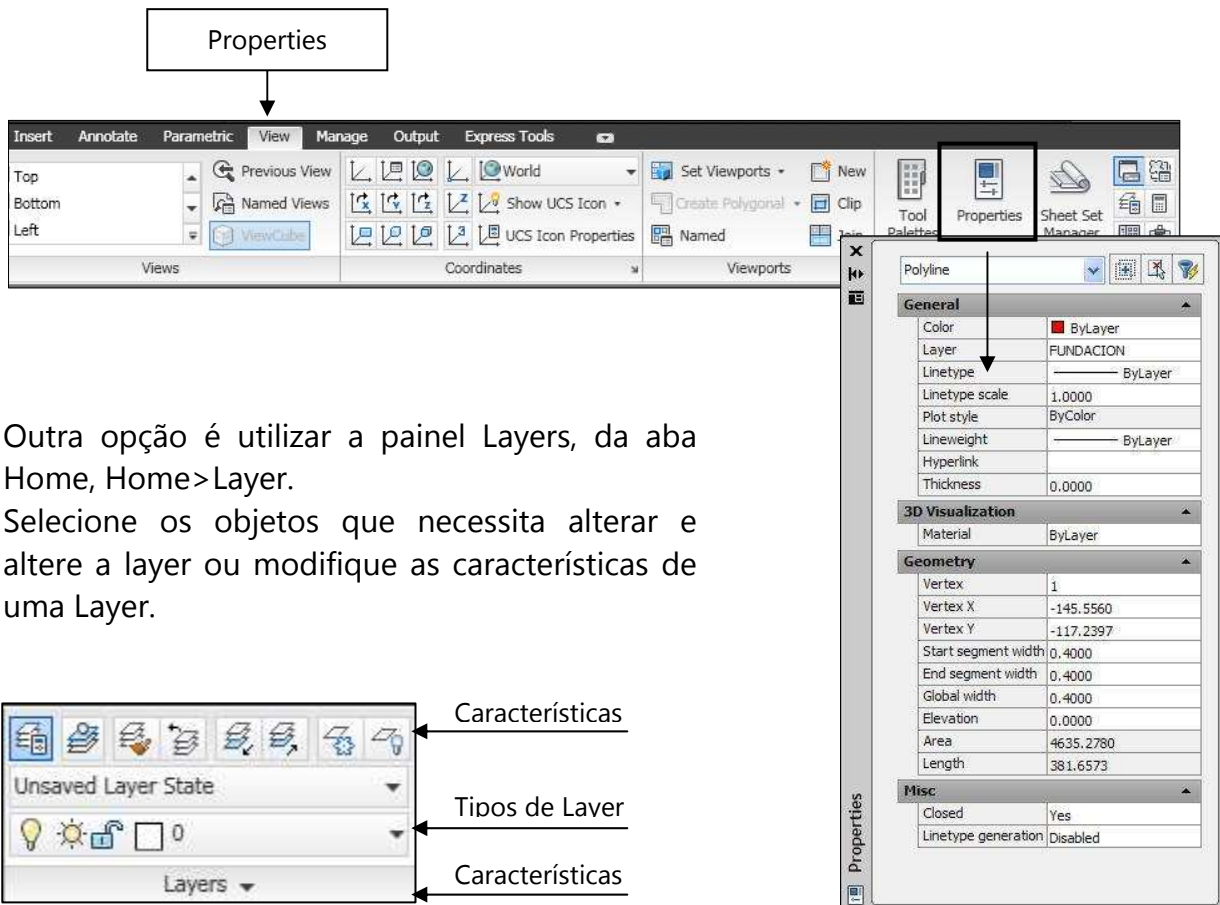 Properties
Insert Annotate Parametric View Manage Output Express Tools
Top Previous View World Set Viewports New
Bottom Named Views Show UCS Icon Create Polygonal Clip
Left ViewCube UCS Icon Properties Named Join
Tool Palettes Properties Sheet Set Manager
Views Coordinates Viewports
Polyline
General
Color ByLayer
Layer FUNDACION
Linetype ByLayer
Linetype scale 1.0000
Plot style ByColor
Lineweight ByLayer
Hyperlink
Thickness 0.0000
3D Visualization
Material ByLayer
Geometry
Vertex 1
Vertex X -145.5560
Vertex Y -117.2397
Start segment width 0.4000
End segment width 0.4000
Global width 0.4000
Elevation 0.0000
Area 4635.2780
Length 381.6573
Misc
Closed Yes
Linetype generation Disabled
Properties
Outra opção é utilizar a painel Layers, da aba
Home, Home>Layer.
Selecione os objetos que necessita alterar e
altere a layer ou modifique as características de
uma Layer.
Características
Unsaved Layer State
Tipos de Layer
0
Layers
Características